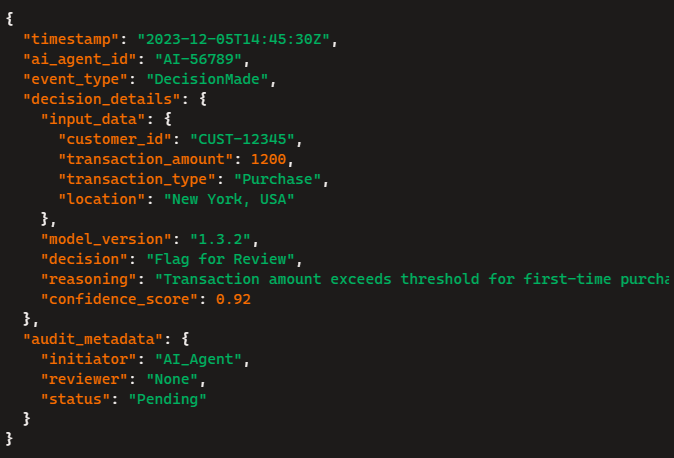 {
  "timestamp": "2023-12-05T14:45:30Z",
  "ai_agent_id": "AI-56789",
  "event_type": "DecisionMade",
  "decision_details": {
    "input_data": {
      "customer_id": "CUST-12345",
      "transaction_amount": 1200,
      "transaction_type": "Purchase",
      "location": "New York, USA"
    },
    "model_version": "1.3.2",
    "decision": "Flag for Review",
    "reasoning": "Transaction amount exceeds threshold for first-time purcha
    "confidence_score": 0.92
  },
  "audit_metadata": {
    "initiator": "AI_Agent",
    "reviewer": "None",
    "status": "Pending"
  }
}